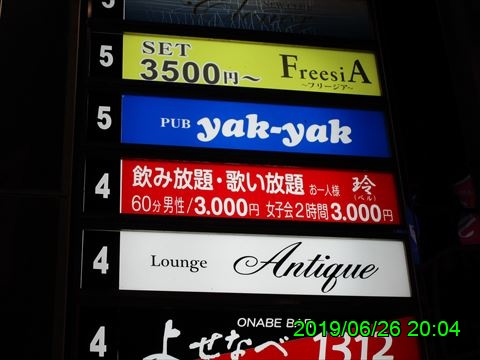 5
SET
3500円～
FreesiA
～フリージア～
5
PUB yak-yak
4
飲み放題・歌い放題 お一人様 玲
(ベル)
60分男性/3.000円 女子会2時間3.000円
4
Lounge Antique
4
ONABE BAR
よせなべ 1312
2019/06/26 20:04